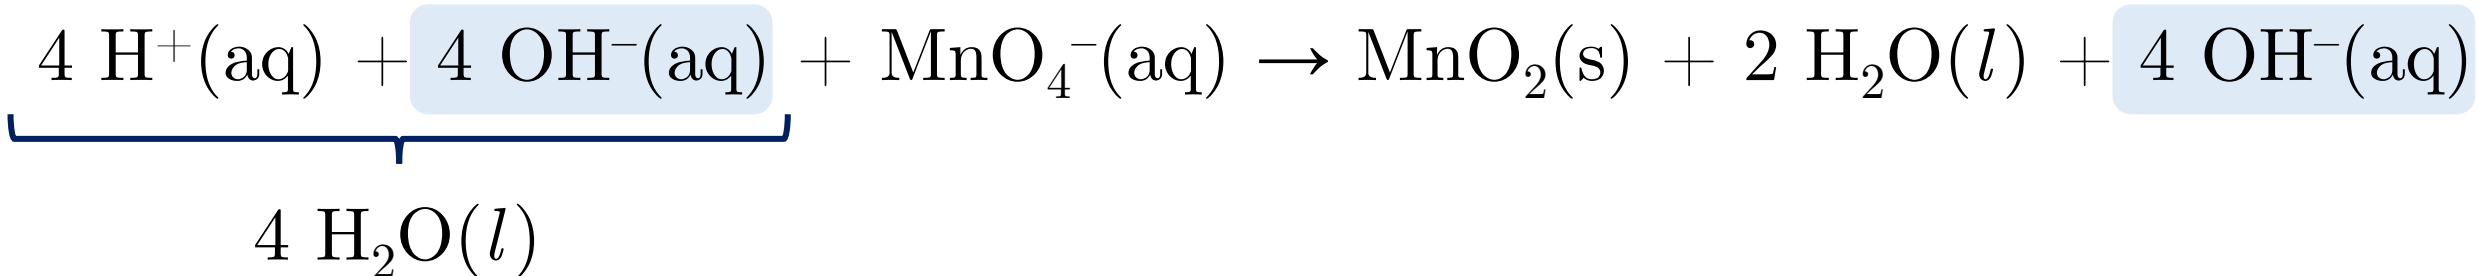 4 H⁺(aq) + 4 OH⁻(aq) + MnO₄⁻(aq) → MnO₂(s) + 2 H₂O(l) + 4 OH⁻(aq)
4 H₂O(l)